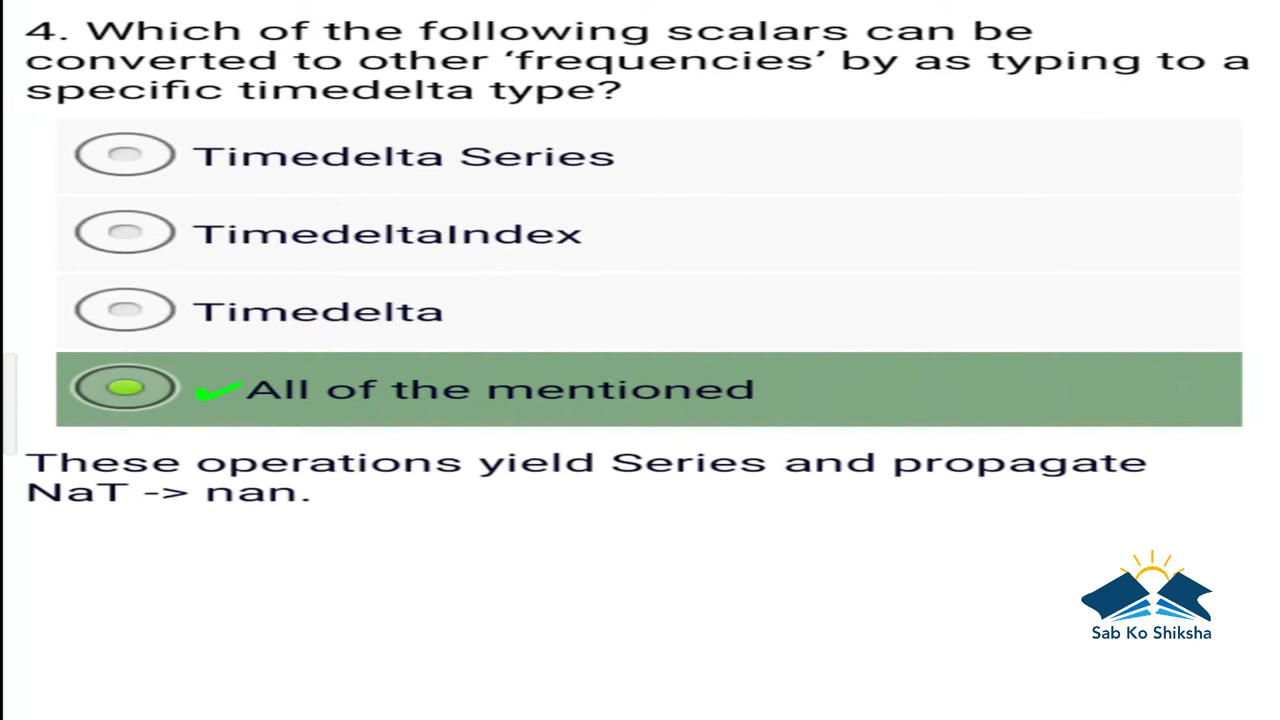 4. Which of the following scalars can be
converted to other ‘frequencies’ by as typing to a
specific timedelta type?
Timedelta Series
TimedeltaIndex
Timedelta
All of the mentioned
These operations yield Series and propagate
NaT -> nan.
Sab Ko Shiksha